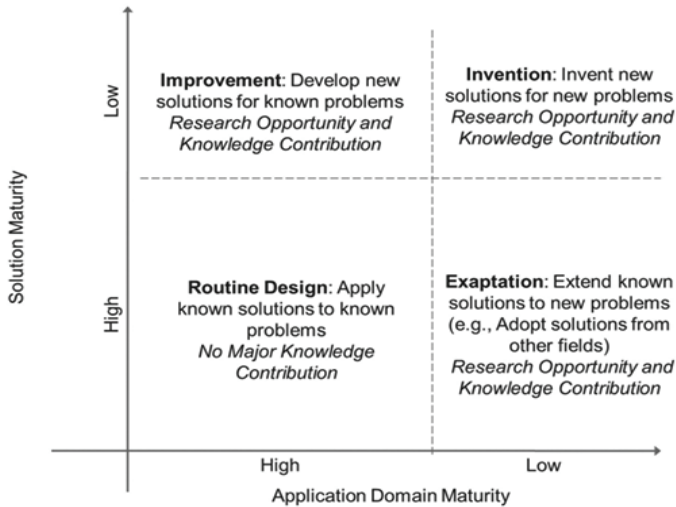 Improvement: Develop new
solutions for known problems
Research Opportunity and
Knowledge Contribution
Invention: Invent new
solutions for new problems
Research Opportunity and
Knowledge Contribution
Low
Solution Maturity
High
Routine Design: Apply
known solutions to known
problems
No Major Knowledge
Contribution
Exaptation: Extend known
solutions to new problems
(e.g., Adopt solutions from
other fields)
Research Opportunity and
Knowledge Contribution
High
Low
Application Domain Maturity